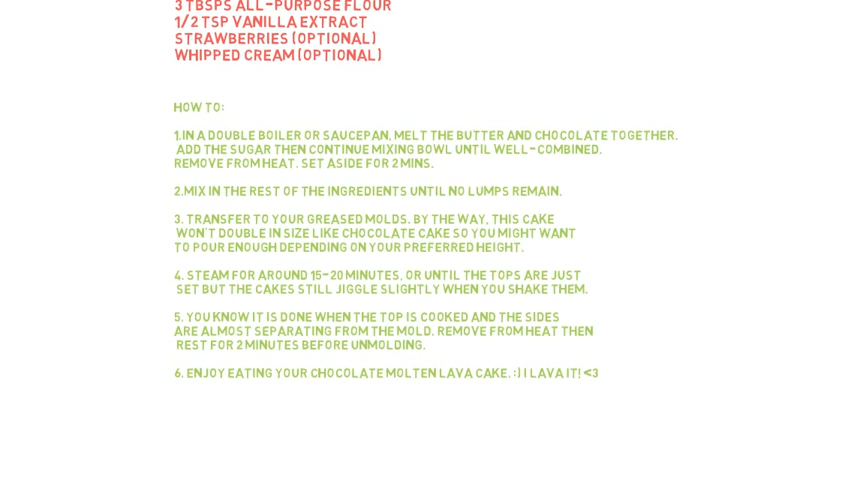 3 TBSPS ALL-PURPOSE FLOUR
1/2 TSP VANILLA EXTRACT
STRAWBERRIES (OPTIONAL)
WHIPPED CREAM (OPTIONAL)
HOW TO:
1.IN A DOUBLE BOILER OR SAUCEPAN, MELT THE BUTTER AND CHOCOLATE TOGETHER.
ADD THE SUGAR THEN CONTINUE MIXING BOWL UNTIL WELL-COMBINED.
REMOVE FROM HEAT. SET ASIDE FOR 2 MINS.
2.MIX IN THE REST OF THE INGREDIENTS UNTIL NO LUMPS REMAIN.
3. TRANSFER TO YOUR GREASED MOLDS. BY THE WAY, THIS CAKE
WON'T DOUBLE IN SIZE LIKE CHOCOLATE CAKE SO YOU MIGHT WANT
TO POUR ENOUGH DEPENDING ON YOUR PREFERRED HEIGHT.
4. STEAM FOR AROUND 15-20 MINUTES, OR UNTIL THE TOPS ARE JUST
SET BUT THE CAKES STILL JIGGLE SLIGHTLY WHEN YOU SHAKE THEM.
5. YOU KNOW IT IS DONE WHEN THE TOP IS COOKED AND THE SIDES
ARE ALMOST SEPARATING FROM THE MOLD. REMOVE FROM HEAT THEN
REST FOR 2 MINUTES BEFORE UNMOLDING.
6. ENJOY EATING YOUR CHOCOLATE MOLTEN LAVA CAKE. :) I LAVA IT! <3